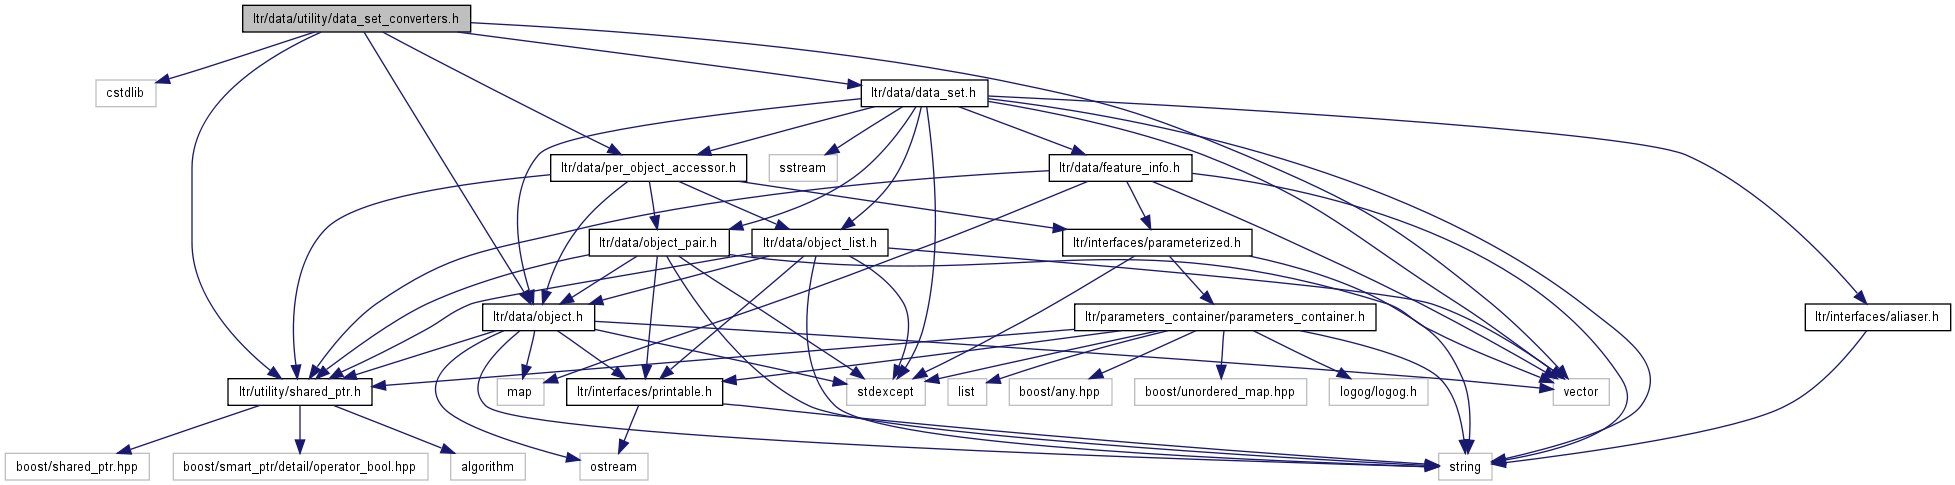 ltr/data/utility/data_set_converters.h
cstdlib
ltr/data/data_set.h
ltr/data/per_object_accessor.h
sstream
ltr/data/feature_info.h
ltr/data/object_pair.h
ltr/data/object_list.h
ltr/interfaces/parameterized.h
ltr/data/object.h
ltr/parameters_container/parameters_container.h
ltr/interfaces/aliaser.h
ltr/utility/shared_ptr.h
map
ltr/interfaces/printable.h
stdexcept
list
boost/any.hpp
boost/unordered_map.hpp
logog/logog.h
vector
boost/shared_ptr.hpp
boost/smart_ptr/detail/operator_bool.hpp
algorithm
ostream
string